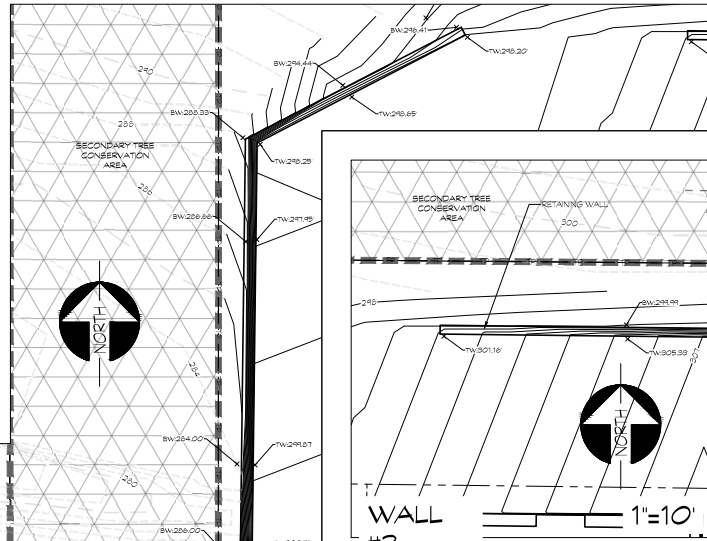 BW:298.41
TW:298.20
290
BW:294.44
TW:298.65
BW:288.33
288
SECONDARY TREE
CONSERVATION
AREA
TW:298.25
286
BW:286.66
TW:297.95
NORTH
284
BW:284.00
TW:299.87
280
BW:286.00
SECONDARY TREE
CONSERVATION
AREA
RETAINING WALL
300
298
BW:299.99
TW:301.16
TW:305.33
307
NORTH
WALL
1"=10'